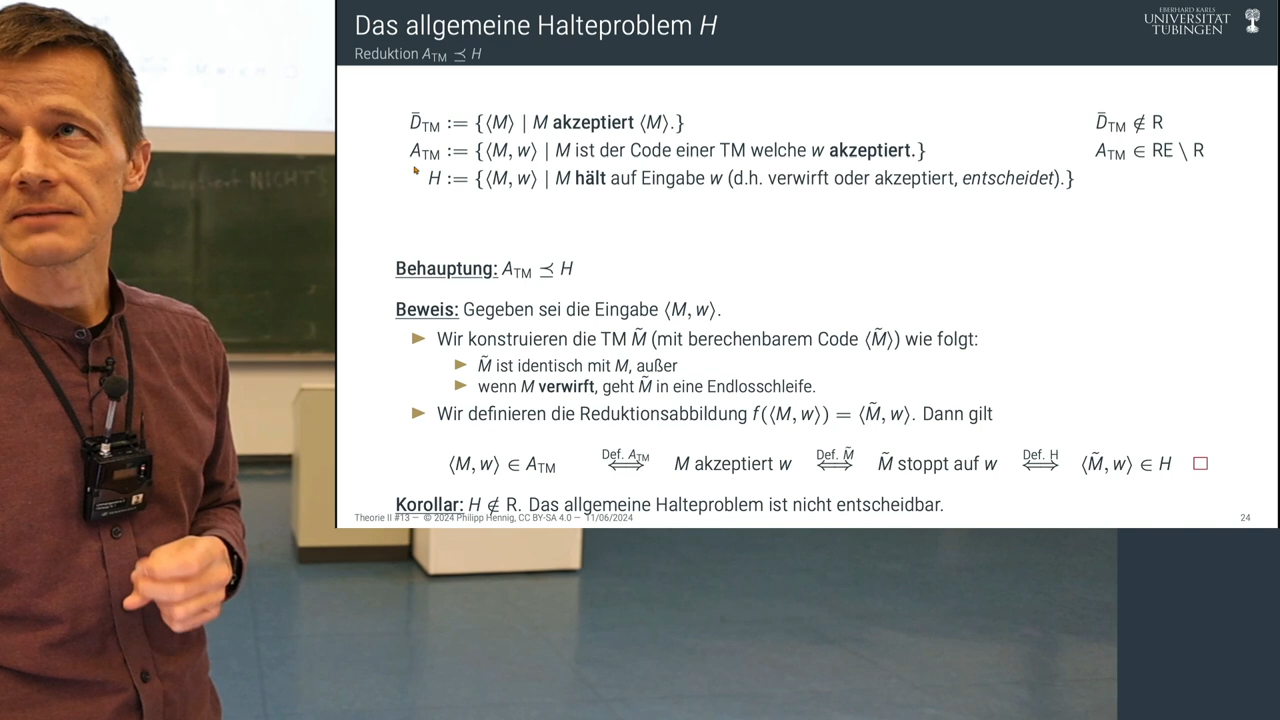 Das allgemeine Halteproblem H
Reduktion A_TM ⪯ H
EBERHARD KARLS
UNIVERSITÄT
TÜBINGEN
D̄_TM := {⟨M⟩ | M akzeptiert ⟨M⟩.} D̄_TM ∉ R
A_TM := {⟨M, w⟩ | M ist der Code einer TM welche w akzeptiert.} A_TM ∈ RE \ R
H := {⟨M, w⟩ | M hält auf Eingabe w (d.h. verwirft oder akzeptiert, entscheidet).}
Behauptung: A_TM ⪯ H
Beweis: Gegeben sei die Eingabe ⟨M, w⟩.
Wir konstruieren die TM M̃ (mit berechenbarem Code ⟨M̃⟩) wie folgt:
M̃ ist identisch mit M, außer
wenn M verwirft, geht M̃ in eine Endlosschleife.
Wir definieren die Reduktionsabbildung f(⟨M, w⟩) = ⟨M̃, w⟩. Dann gilt
Def. A_TM Def. M̃ Def. H
⟨M, w⟩ ∈ A_TM ⟺ M akzeptiert w ⟺ M̃ stoppt auf w ⟺ ⟨M̃, w⟩ ∈ H □
Korollar: H ∉ R. Das allgemeine Halteproblem ist nicht entscheidbar.
Theorie II #13 — © 2024 Philipp Hennig, CC BY-SA 4.0 — 11/06/2024 24
NICHT